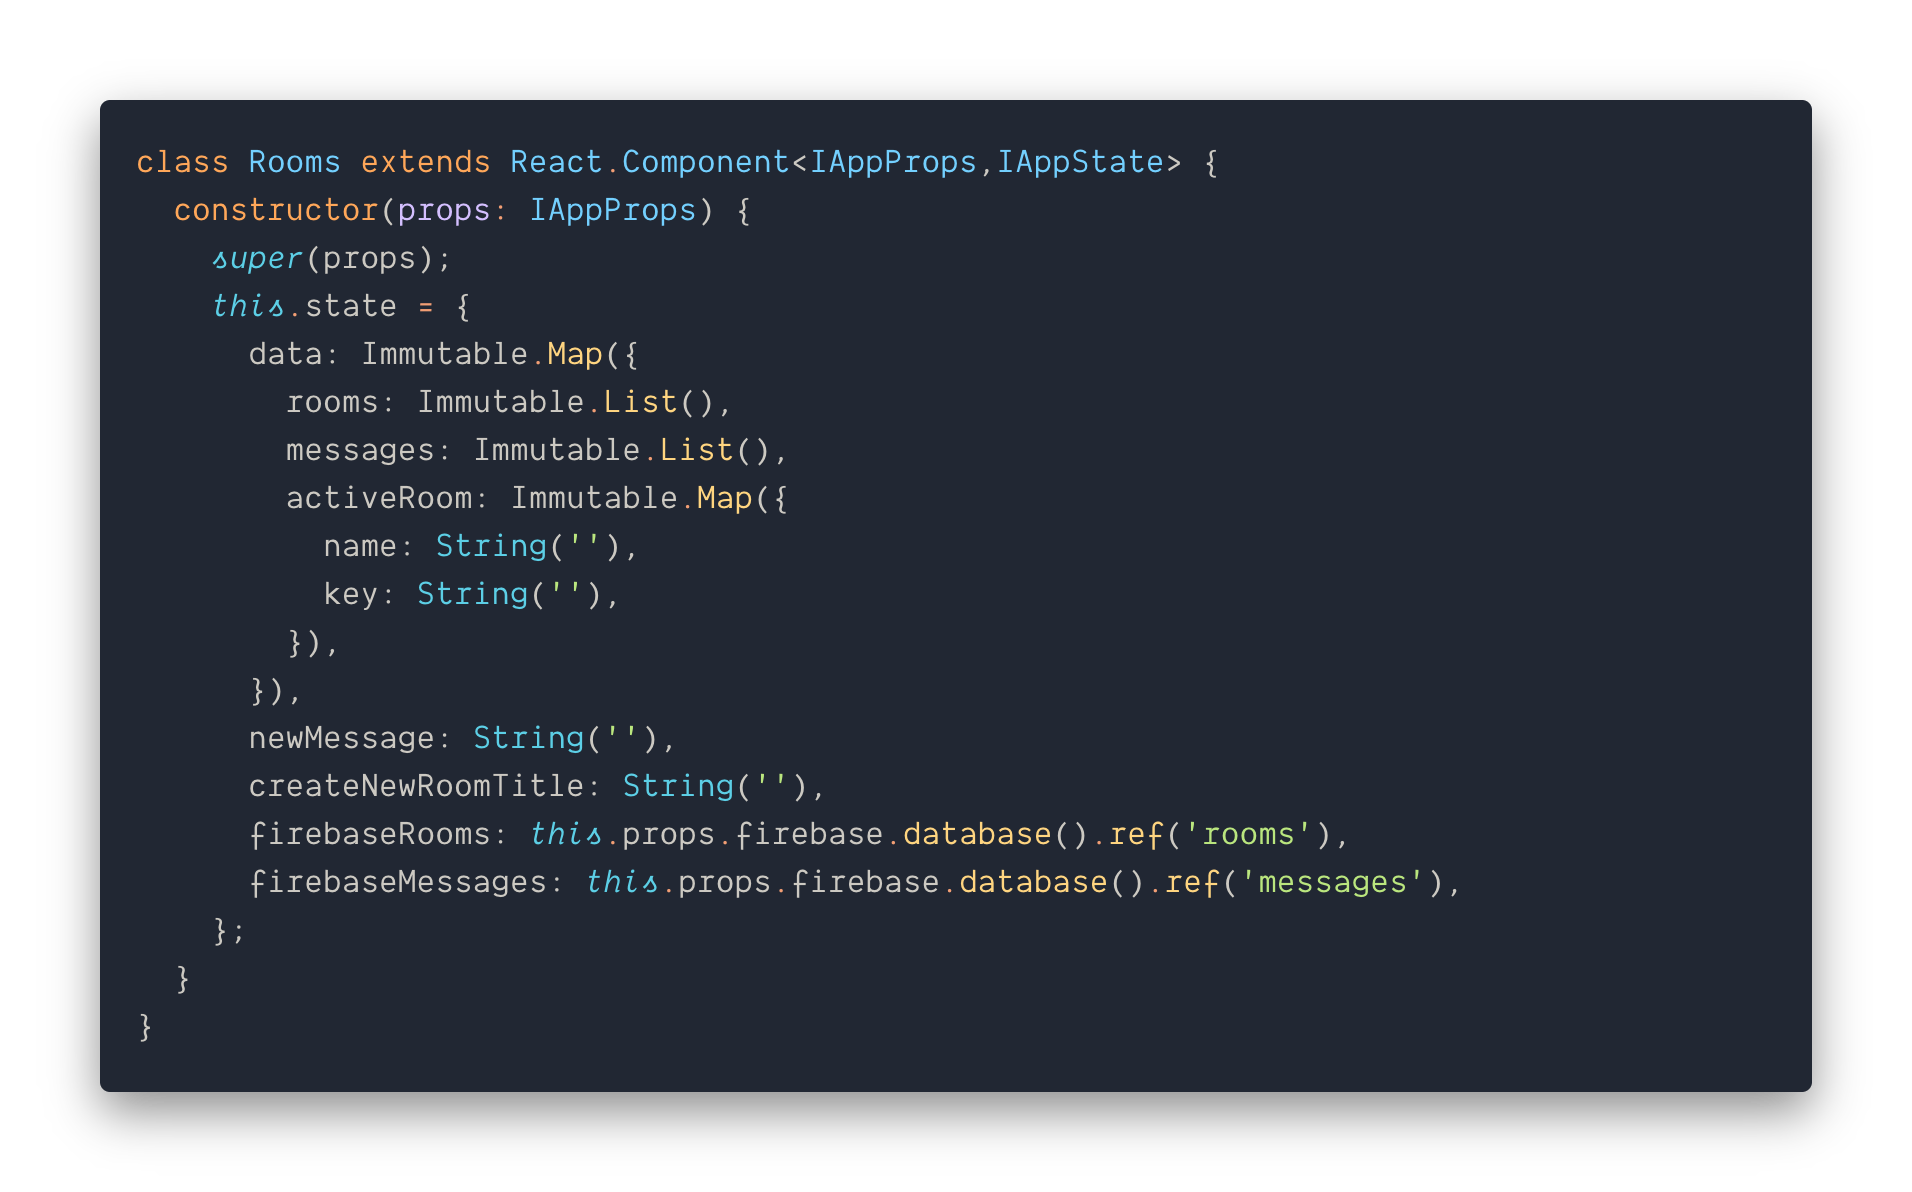 class Rooms extends React.Component<IAppProps,IAppState> {
  constructor(props: IAppProps) {
    super(props);
    this.state = {
      data: Immutable.Map({
        rooms: Immutable.List(),
        messages: Immutable.List(),
        activeRoom: Immutable.Map({
          name: String(''),
          key: String(''),
        }),
      }),
      newMessage: String(''),
      createNewRoomTitle: String(''),
      firebaseRooms: this.props.firebase.database().ref('rooms'),
      firebaseMessages: this.props.firebase.database().ref('messages'),
    };
  }
}